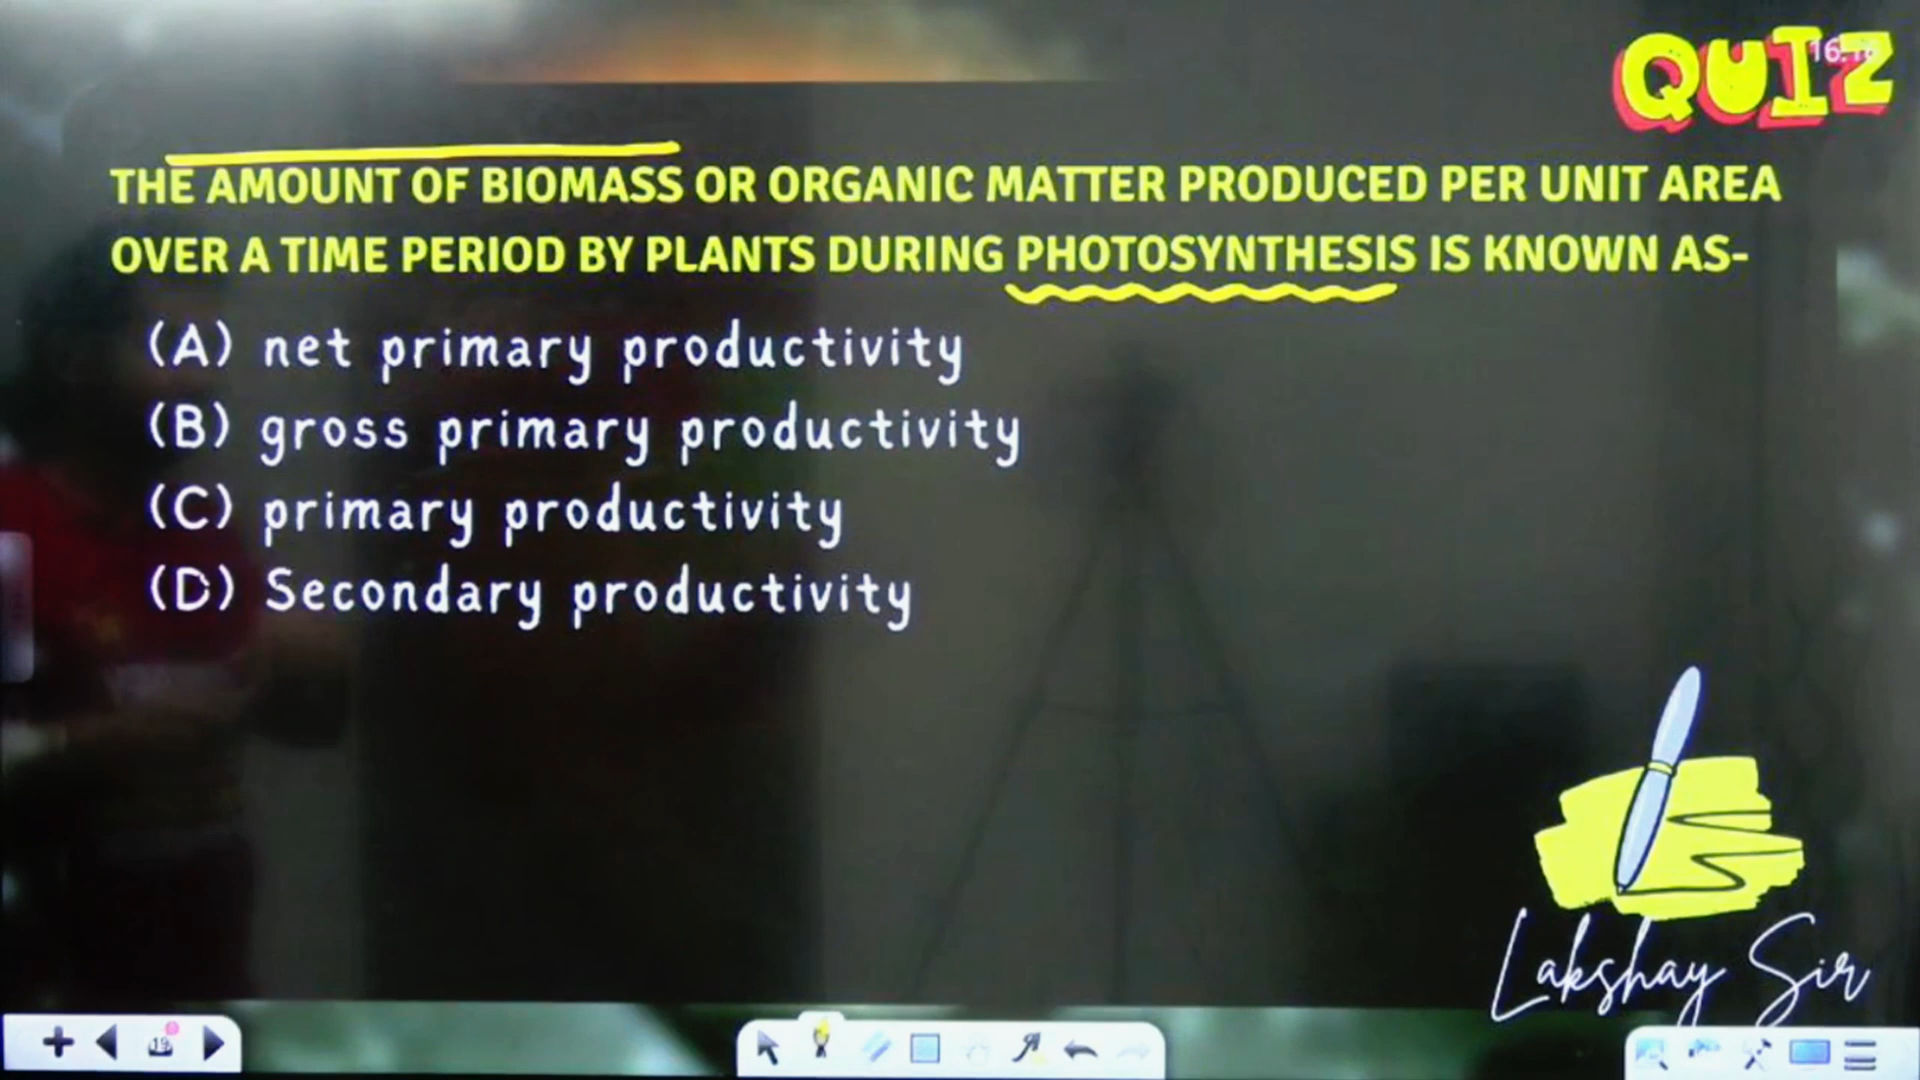 QUIZ
THE AMOUNT OF BIOMASS OR ORGANIC MATTER PRODUCED PER UNIT AREA
OVER A TIME PERIOD BY PLANTS DURING PHOTOSYNTHESIS IS KNOWN AS-
(A) net primary productivity
(B) gross primary productivity
(C) primary productivity
(D) Secondary productivity
Lakshay Sir
19